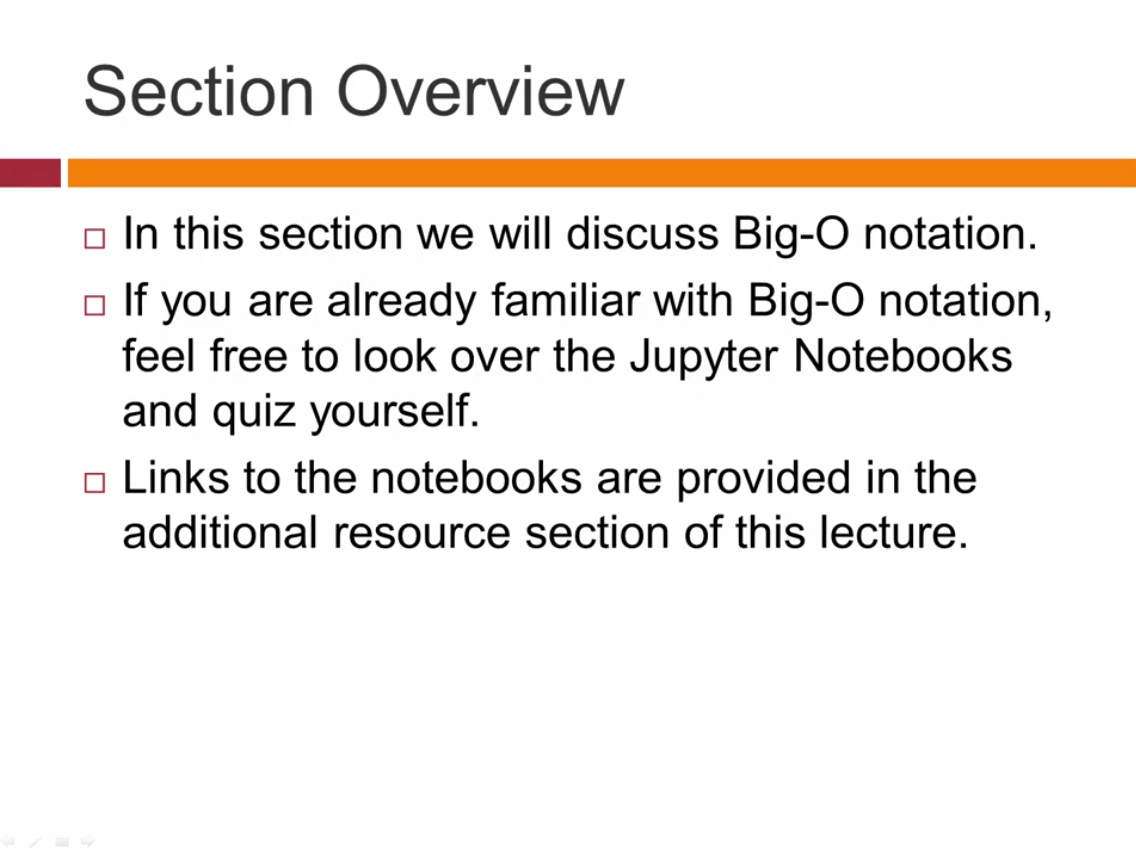 Section Overview
In this section we will discuss Big-O notation.
If you are already familiar with Big-O notation,
feel free to look over the Jupyter Notebooks
and quiz yourself.
Links to the notebooks are provided in the
additional resource section of this lecture.